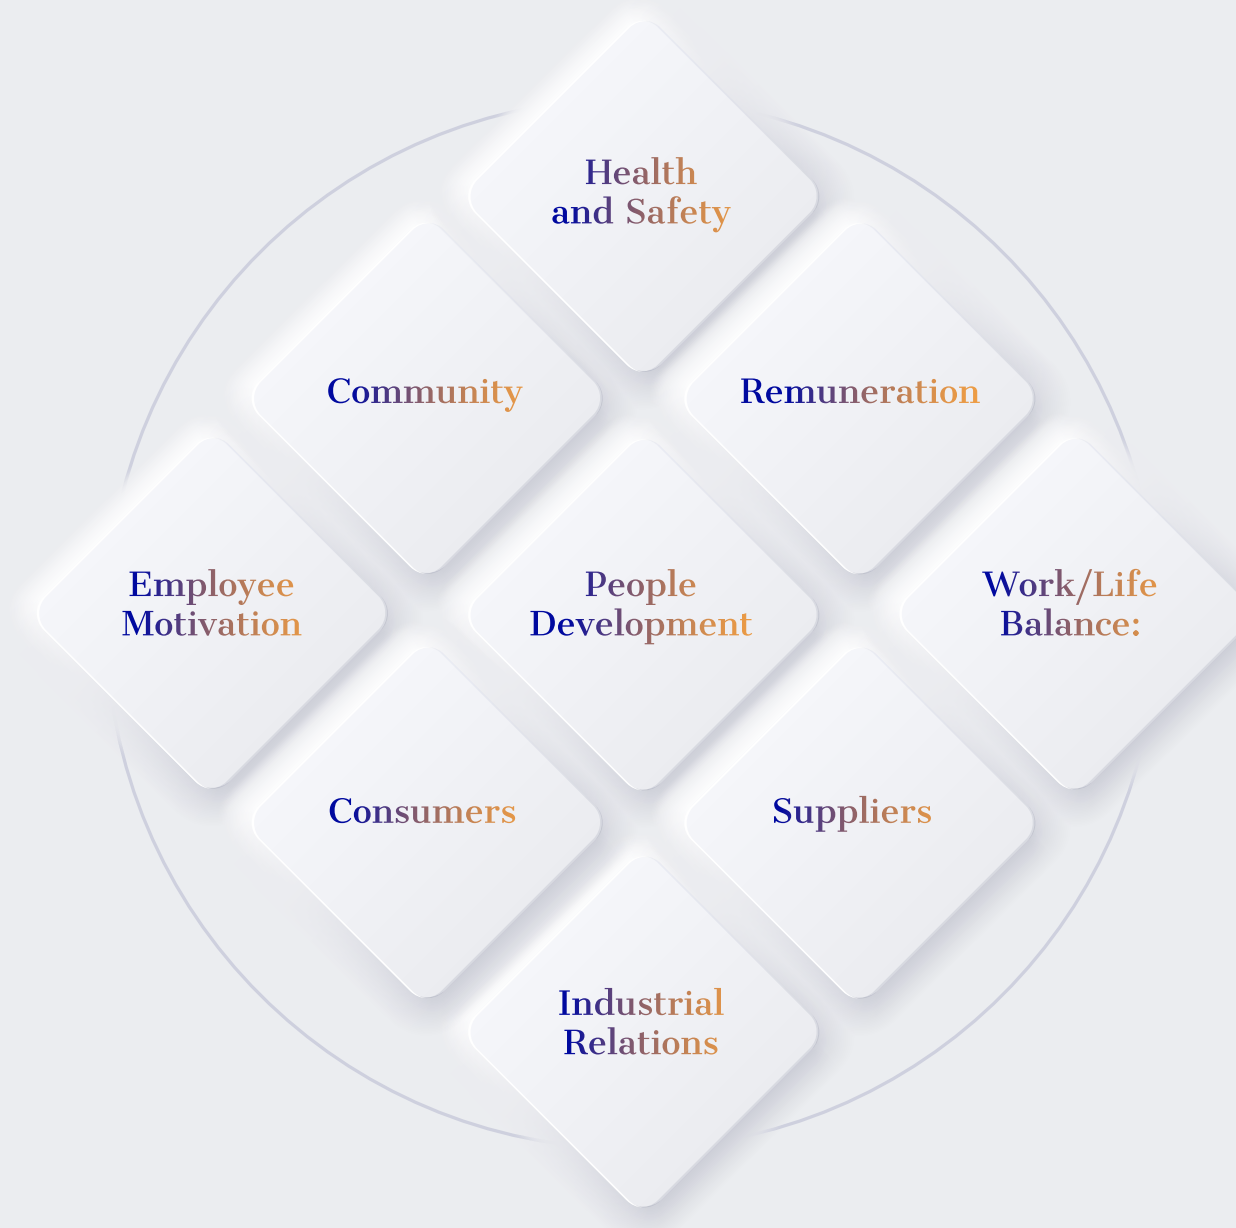 Health
and Safety
Community
Remuneration
Employee
Motivation
People
Development
Work/Life
Balance:
Consumers
Suppliers
Industrial
Relations